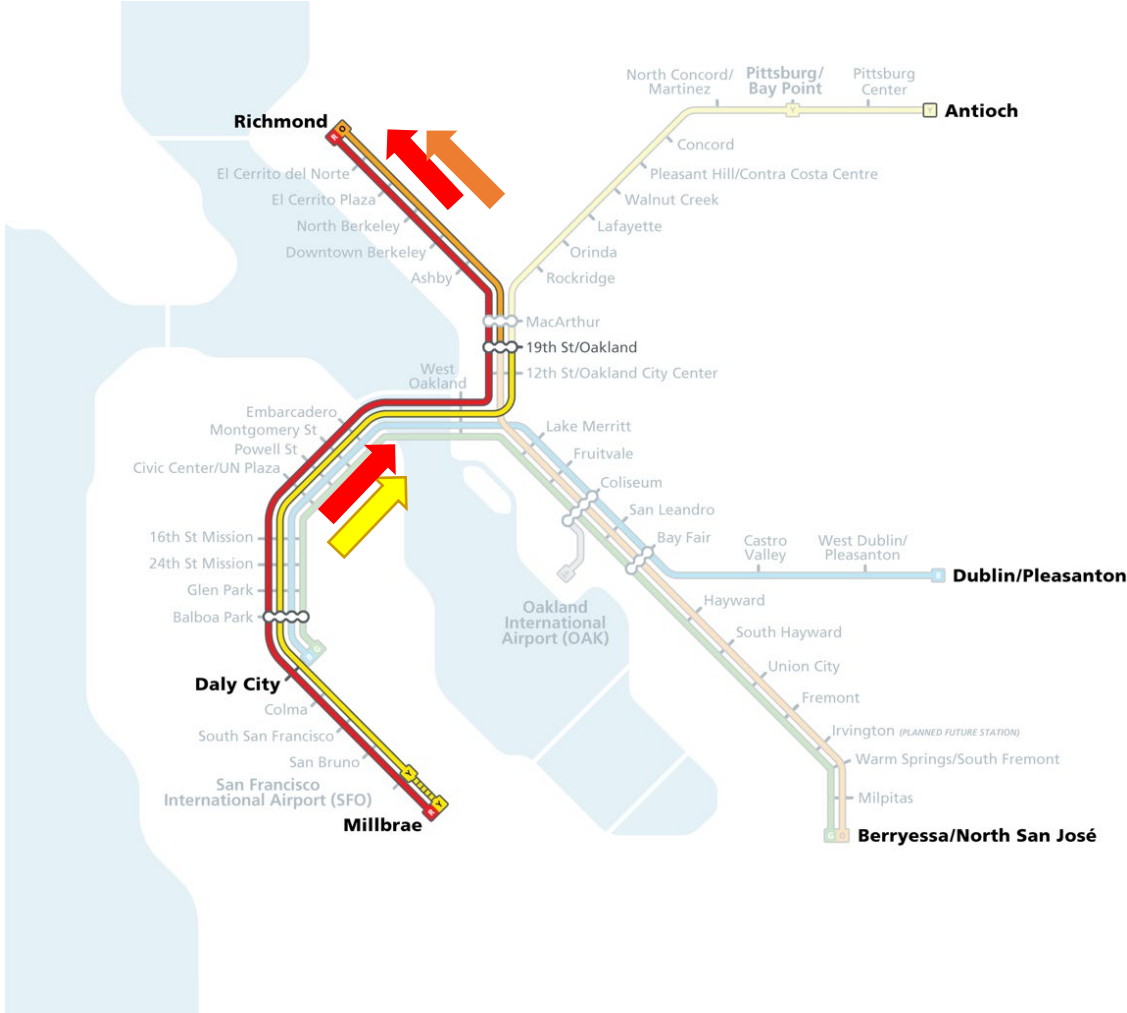 North Concord/
Martinez
Pittsburg/
Bay Point
Pittsburg
Center
Y
Y
Antioch
Richmond
O
R
Concord
El Cerrito del Norte
Pleasant Hill/Contra Costa Centre
El Cerrito Plaza
Walnut Creek
North Berkeley
Lafayette
Downtown Berkeley
Orinda
Ashby
Rockridge
MacArthur
19th St/Oakland
12th St/Oakland City Center
West
Oakland
Embarcadero
Montgomery St
Powell St
Civic Center/UN Plaza
Lake Merritt
Fruitvale
Coliseum
San Leandro
Bay Fair
16th St Mission
24th St Mission
Glen Park
Balboa Park
Castro
Valley
West Dublin/
Pleasanton
B
Dublin/Pleasanton
Oakland
International
Airport (OAK)
Hayward
South Hayward
Union City
Fremont
Irvington (PLANNED FUTURE STATION)
Warm Springs/South Fremont
Milpitas
G
O
Berryessa/North San José
G
Daly City
Colma
South San Francisco
San Bruno
San Francisco
International Airport (SFO)
Y
Y
R
Millbrae